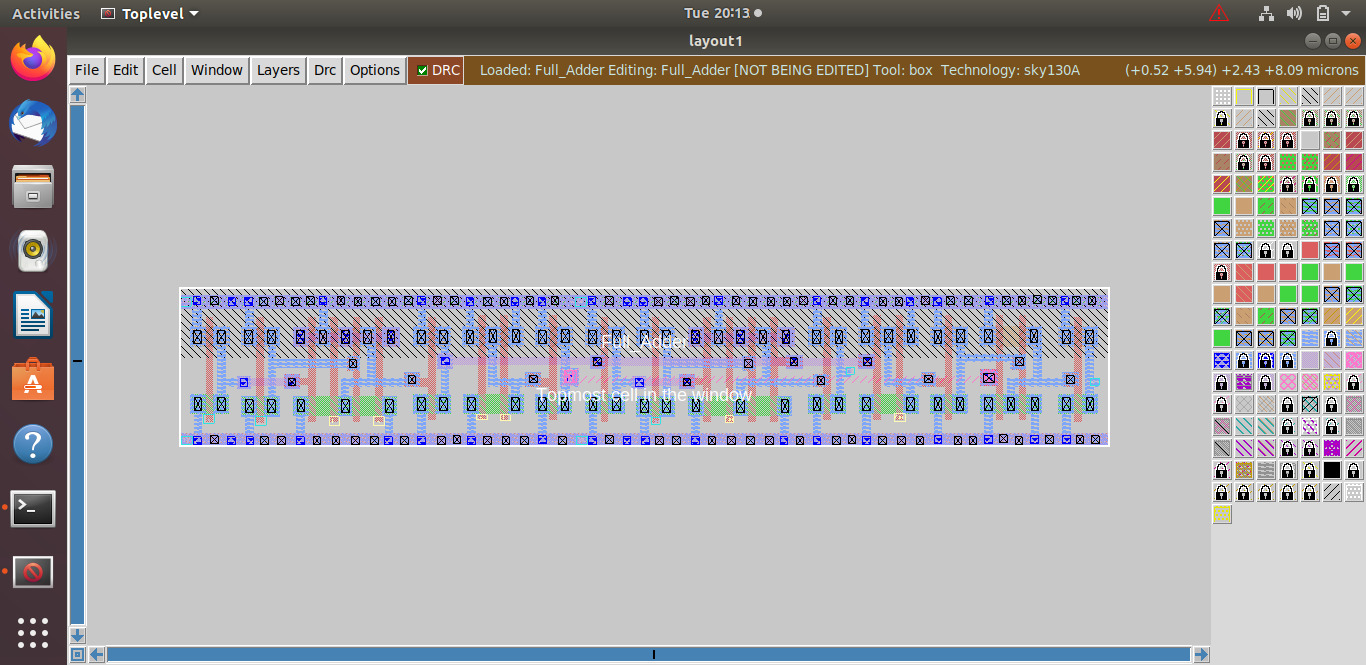 Activities Toplevel Tue 20:13
layout1
File Edit Cell Window Layers Drc Options DRC Loaded: Full_Adder Editing: Full_Adder [NOT BEING EDITED] Tool: box Technology: sky130A (+0.52 +5.94) +2.43 +8.09 microns
Full_Adder
Topmost cell in the window